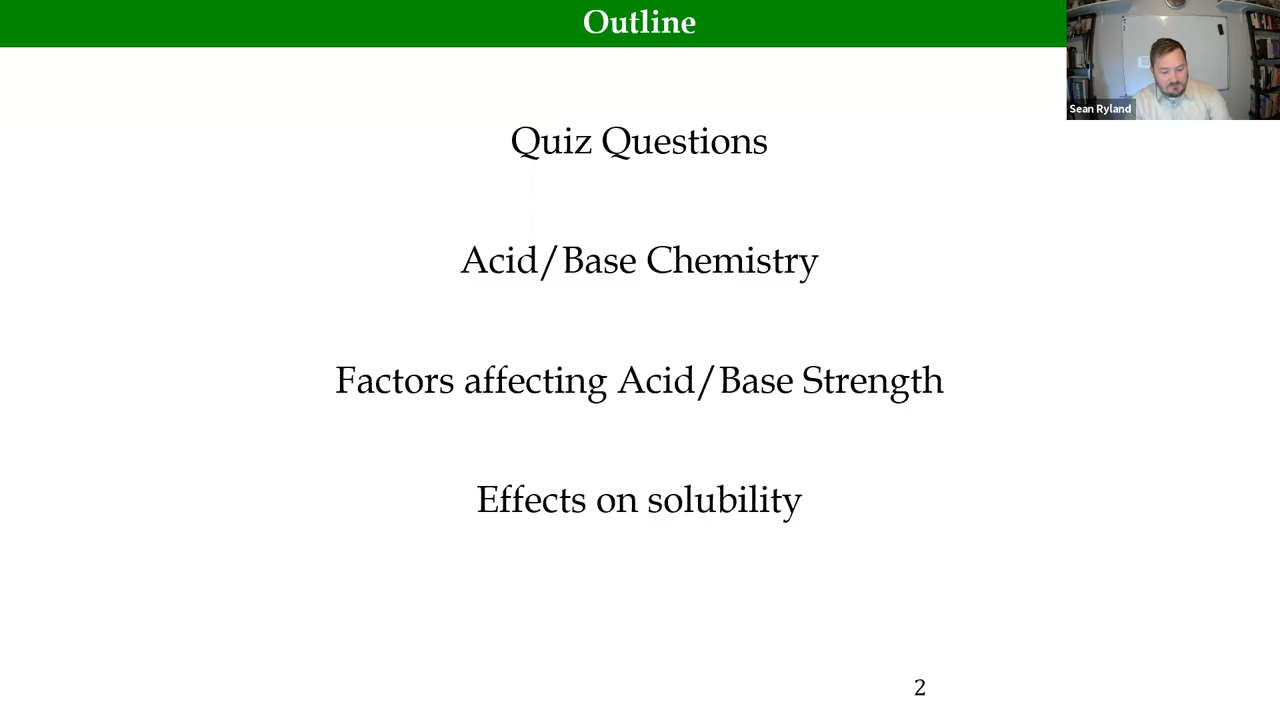 Outline
Sean Ryland
Quiz Questions
Acid/Base Chemistry
Factors affecting Acid/Base Strength
Effects on solubility
2